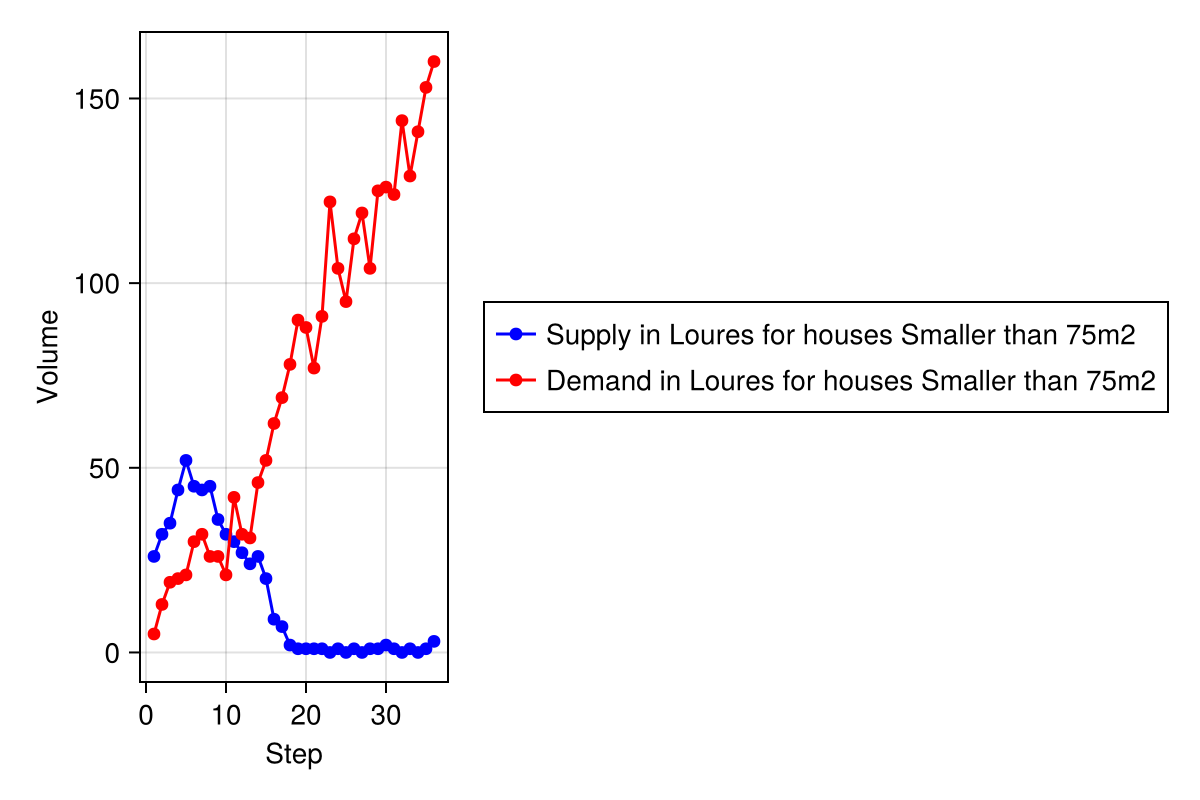 150
100
50
0
Volume
0 10 20 30
Step
Supply in Loures for houses Smaller than 75m2
Demand in Loures for houses Smaller than 75m2